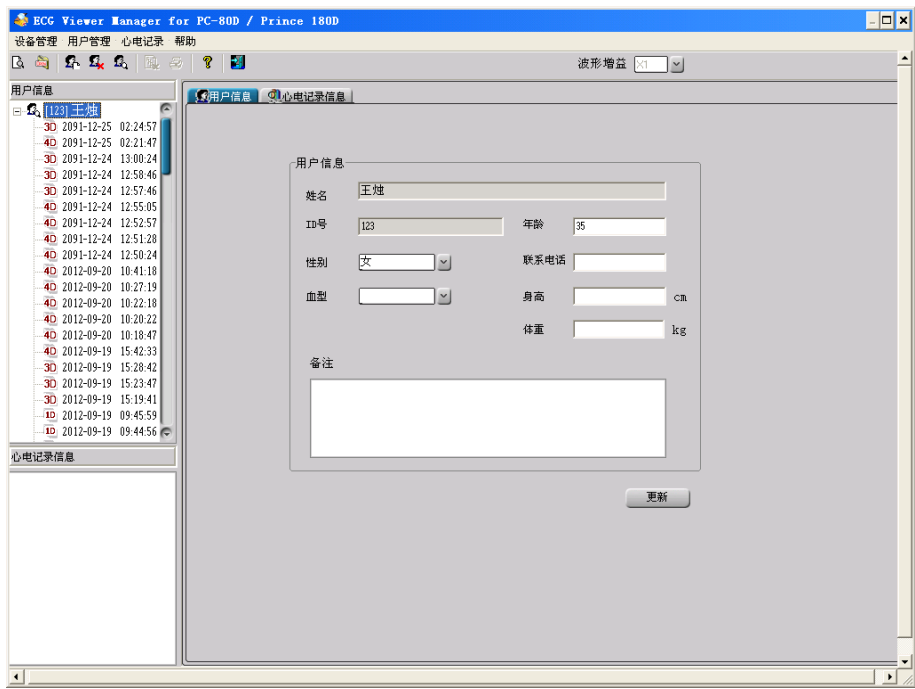 ECG Viewer Manager for PC-80D / Prince 180D
设备管理 用户管理 心电记录 帮助
波形增益 X1
用户信息
用户信息 心电记录信息
[123]王烛
3D 2091-12-25 02:24:57
4D 2091-12-25 02:21:47
3D 2091-12-24 13:00:24
3D 2091-12-24 12:58:46
3D 2091-12-24 12:57:46
4D 2091-12-24 12:55:05
4D 2091-12-24 12:52:57
4D 2091-12-24 12:51:28
4D 2091-12-24 12:50:24
4D 2012-09-20 10:41:18
4D 2012-09-20 10:27:19
4D 2012-09-20 10:22:18
4D 2012-09-20 10:20:22
4D 2012-09-20 10:18:47
4D 2012-09-19 15:42:33
3D 2012-09-19 15:28:42
3D 2012-09-19 15:23:47
3D 2012-09-19 15:19:41
1D 2012-09-19 09:45:59
1D 2012-09-19 09:44:56
心电记录信息
用户信息
姓名 王烛
ID号 123 年龄 35
性别 女 联系电话
血型 身高 cm
体重 kg
备注
更新